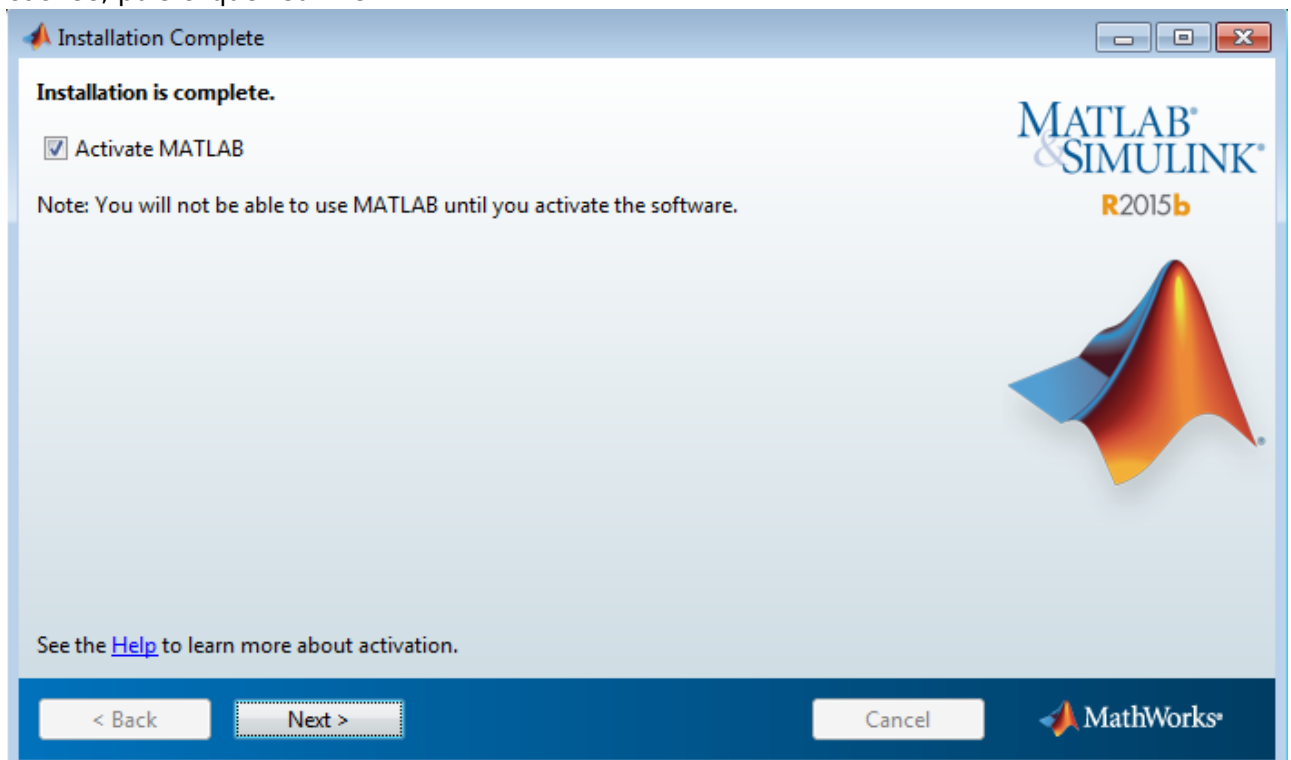 Installation Complete
Installation is complete.
Activate MATLAB
Note: You will not be able to use MATLAB until you activate the software.
MATLAB®
&SIMULINK®
R2015b
See the Help to learn more about activation.
< Back
Next >
Cancel
MathWorks®